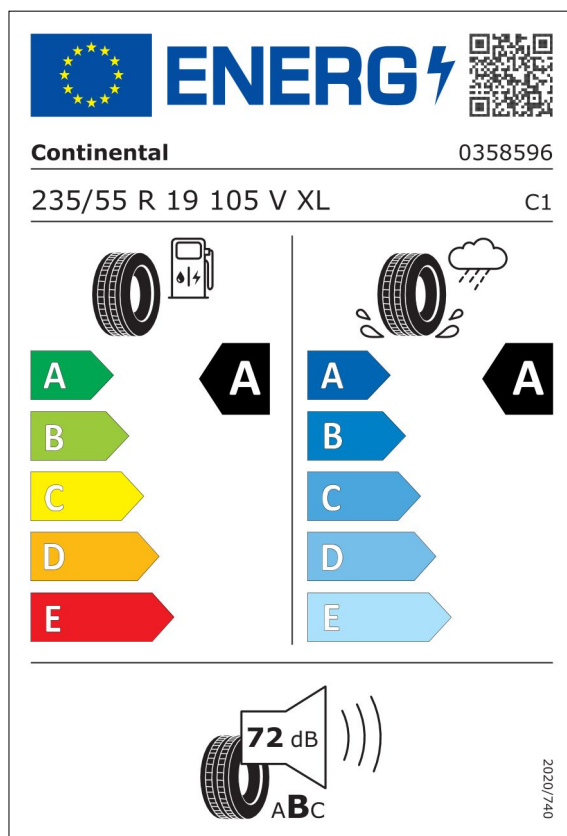 ENERG
Continental 0358596
235/55 R 19 105 V XL C1
A A A A
B B
C C
D D
E E
72 dB
ABC
2020/740